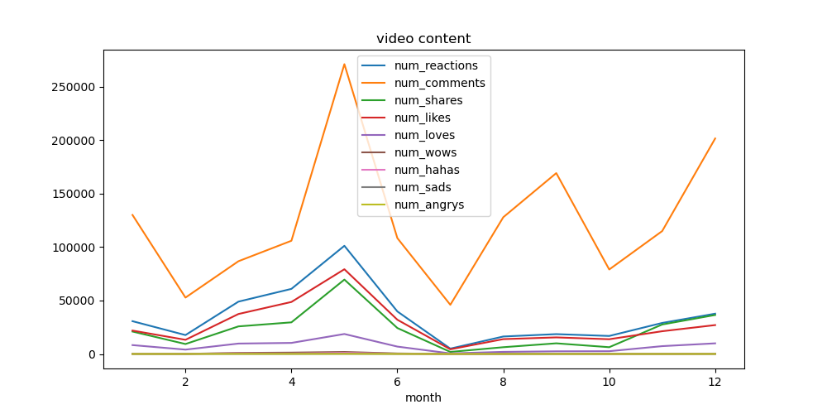 video content
num_reactions
num_comments
num_shares
num_likes
num_loves
num_wows
num_hahas
num_sads
num_angrys
250000
200000
150000
100000
50000
0
2 4 6 8 10 12
month